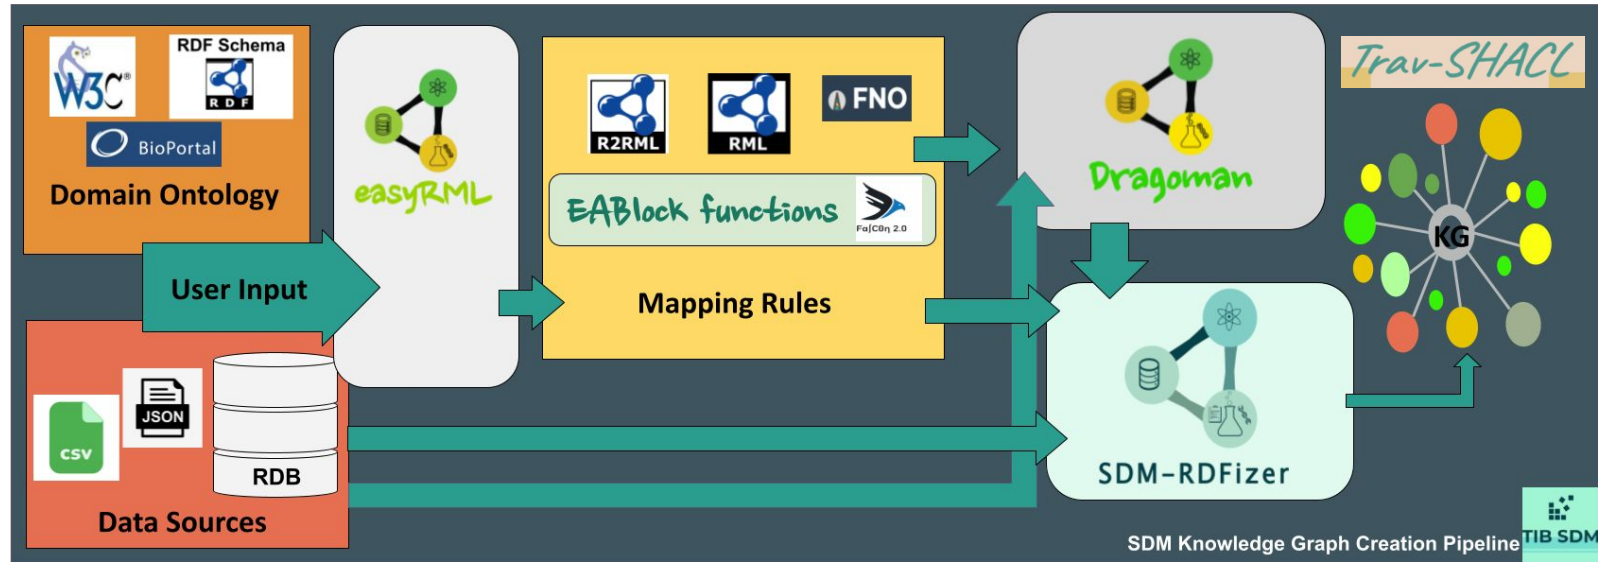 W3C®
RDF Schema
RDF
BioPortal
Domain Ontology
User Input
CSV
JSON
RDB
Data Sources
easyRML
R2RML
RML
FNO
EABlock functions
Falcon 2.0
Mapping Rules
Dragoman
SDM-RDFizer
Trav-SHACL
KG
SDM Knowledge Graph Creation Pipeline
TIB SDM